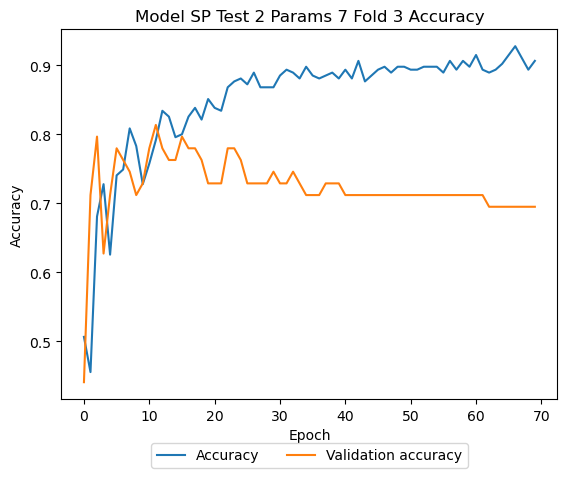 Model SP Test 2 Params 7 Fold 3 Accuracy
Accuracy
0.9
0.8
0.7
0.6
0.5
0 10 20 30 40 50 60 70
Epoch
Accuracy Validation accuracy